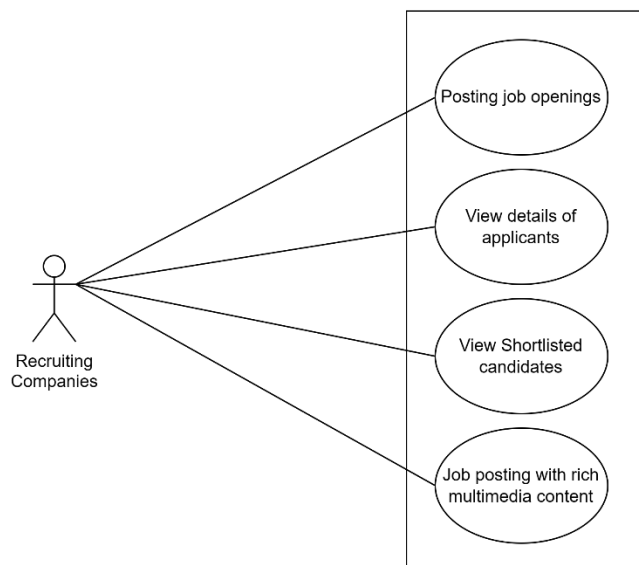 Posting job openings
View details of
applicants
Recruiting
Companies
View Shortlisted
candidates
Job posting with rich
multimedia content